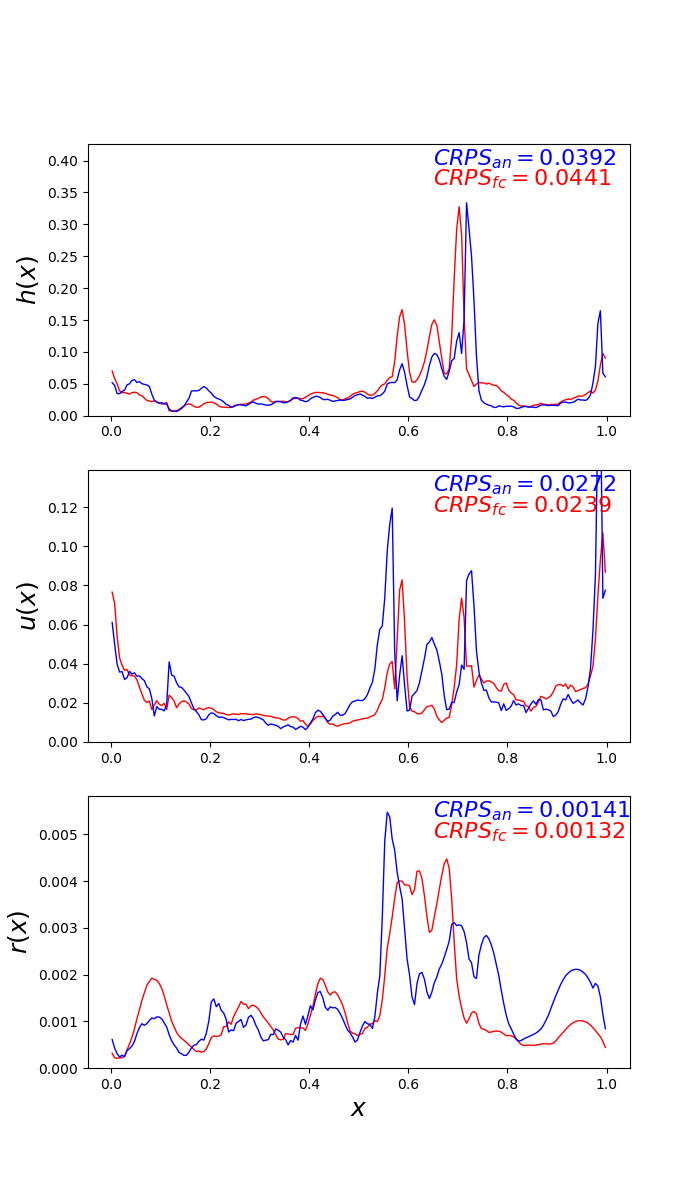 CRPS_an = 0.0392
CRPS_fc = 0.0441
0.40
0.35
0.30
0.25
0.20
0.15
0.10
0.05
0.00
h(x)
0.0 0.2 0.4 0.6 0.8 1.0
CRPS_an = 0.0272
CRPS_fc = 0.0239
0.12
0.10
0.08
0.06
0.04
0.02
0.00
u(x)
0.0 0.2 0.4 0.6 0.8 1.0
CRPS_an = 0.00141
CRPS_fc = 0.00132
0.005
0.004
0.003
0.002
0.001
0.000
r(x)
0.0 0.2 0.4 0.6 0.8 1.0
x